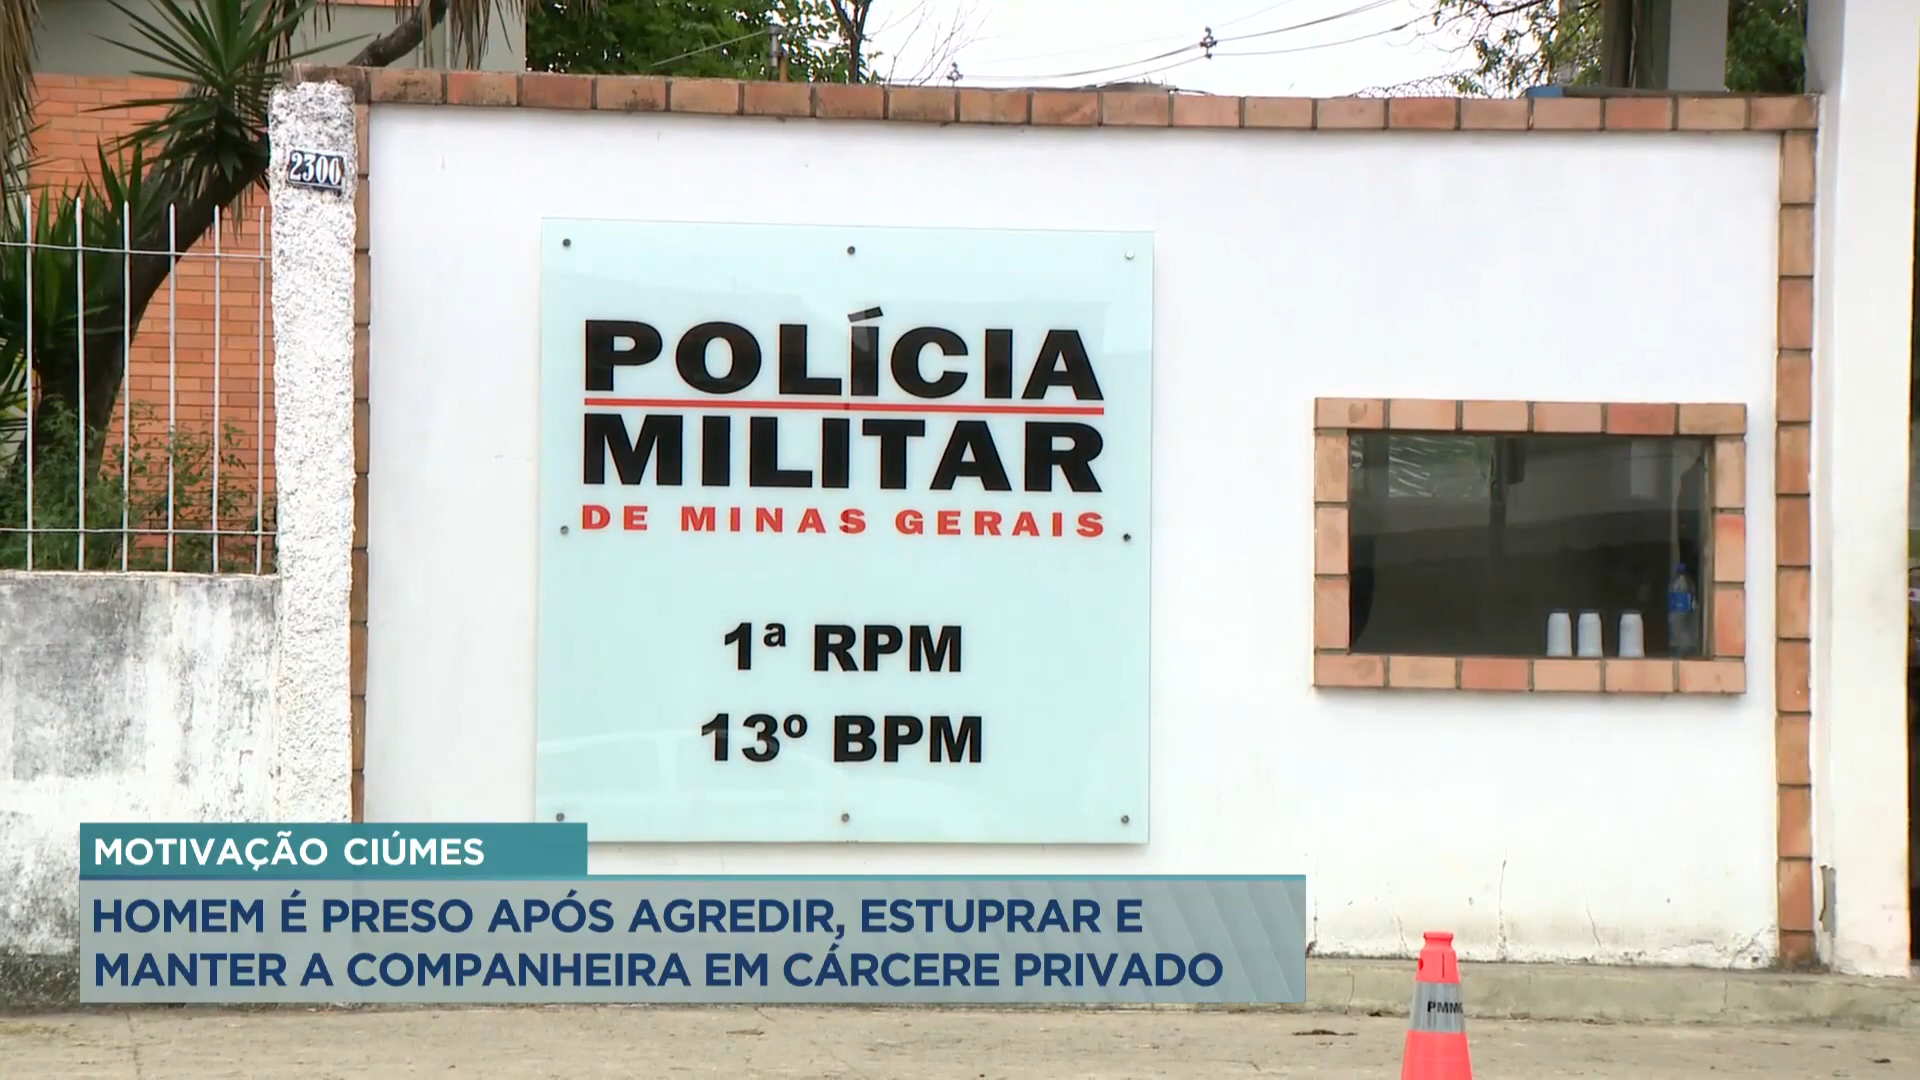 2300
POLÍCIA
MILITAR
DE MINAS GERAIS
1ª RPM
13º BPM
MOTIVAÇÃO CIÚMES
HOMEM É PRESO APÓS AGREDIR, ESTUPRAR E
MANTER A COMPANHEIRA EM CÁRCERE PRIVADO